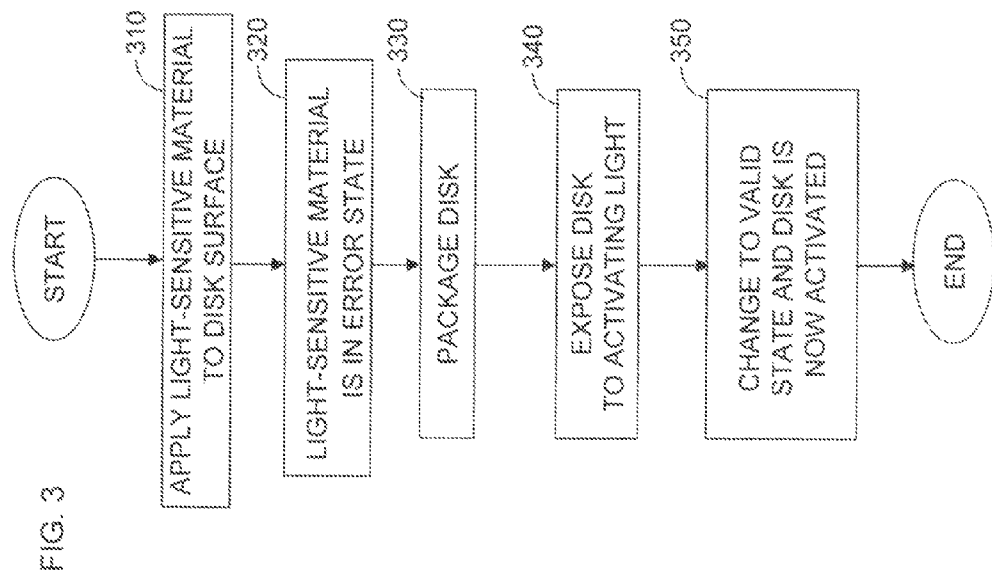 FIG. 3
START
310
APPLY LIGHT-SENSITIVE MATERIAL
TO DISK SURFACE
320
LIGHT-SENSITIVE MATERIAL
IS IN ERROR STATE
330
PACKAGE DISK
340
EXPOSE DISK
TO ACTIVATING LIGHT
350
CHANGE TO VALID
STATE AND DISK IS
NOW ACTIVATED
END